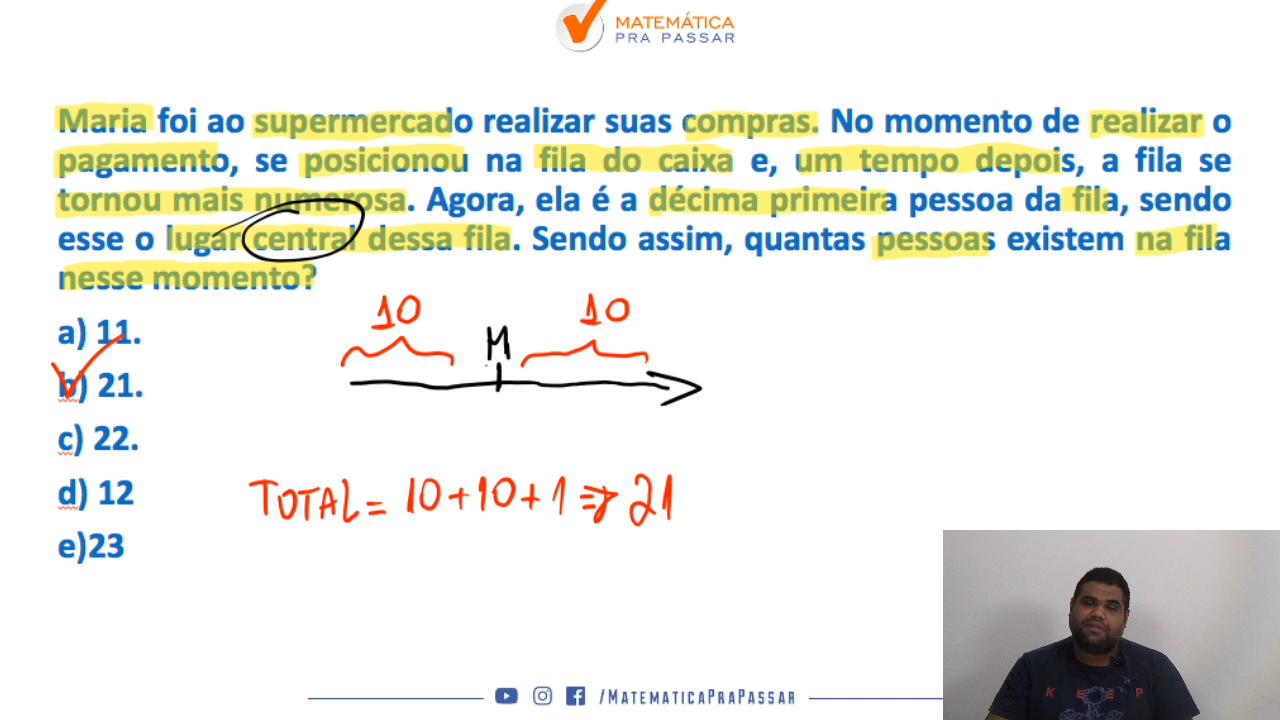 MATEMÁTICA
PRA PASSAR
Maria foi ao supermercado realizar suas compras. No momento de realizar o
pagamento, se posicionou na fila do caixa e, um tempo depois, a fila se
tornou mais numerosa. Agora, ela é a décima primeira pessoa da fila, sendo
esse o lugar central dessa fila. Sendo assim, quantas pessoas existem na fila
nesse momento?
10 10
a) 11.
M
b) 21.
c) 22.
d) 12
TOTAL = 10 + 10 + 1 ⇒ 21
e)23
K E E P
/MATEMATICAPRAPASSAR